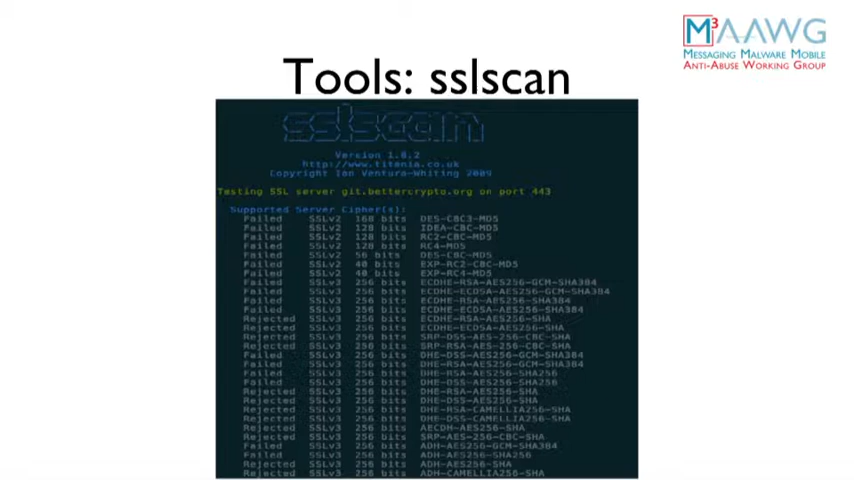 M³AAWG
MESSAGING MALWARE MOBILE
ANTI-ABUSE WORKING GROUP
Tools: sslscan
sslscan
Version 1.8.2
http://www.titania.co.uk
Copyright Ian Ventura-Whiting 2009
Testing SSL server git.bettercrypto.org on port 443
Supported Server Cipher(s):
Failed SSLv2 168 bits DES-CBC3-MD5
Failed SSLv2 128 bits IDEA-CBC-MD5
Failed SSLv2 128 bits RC2-CBC-MD5
Failed SSLv2 128 bits RC4-MD5
Failed SSLv2 56 bits DES-CBC-MD5
Failed SSLv2 40 bits EXP-RC2-CBC-MD5
Failed SSLv2 40 bits EXP-RC4-MD5
Failed SSLv3 256 bits ECDHE-RSA-AES256-GCM-SHA384
Failed SSLv3 256 bits ECDHE-ECDSA-AES256-GCM-SHA384
Failed SSLv3 256 bits ECDHE-RSA-AES256-SHA384
Failed SSLv3 256 bits ECDHE-ECDSA-AES256-SHA384
Rejected SSLv3 256 bits ECDHE-RSA-AES256-SHA
Rejected SSLv3 256 bits ECDHE-ECDSA-AES256-SHA
Rejected SSLv3 256 bits SRP-DSS-AES-256-CBC-SHA
Rejected SSLv3 256 bits SRP-RSA-AES-256-CBC-SHA
Failed SSLv3 256 bits DHE-DSS-AES256-GCM-SHA384
Failed SSLv3 256 bits DHE-RSA-AES256-GCM-SHA384
Failed SSLv3 256 bits DHE-RSA-AES256-SHA256
Failed SSLv3 256 bits DHE-DSS-AES256-SHA256
Rejected SSLv3 256 bits DHE-RSA-AES256-SHA
Rejected SSLv3 256 bits DHE-DSS-AES256-SHA
Rejected SSLv3 256 bits DHE-RSA-CAMELLIA256-SHA
Rejected SSLv3 256 bits DHE-DSS-CAMELLIA256-SHA
Rejected SSLv3 256 bits AECDH-AES256-SHA
Rejected SSLv3 256 bits SRP-AES-256-CBC-SHA
Failed SSLv3 256 bits ADH-AES256-GCM-SHA384
Failed SSLv3 256 bits ADH-AES256-SHA256
Rejected SSLv3 256 bits ADH-AES256-SHA
Rejected SSLv3 256 bits ADH-CAMELLIA256-SHA